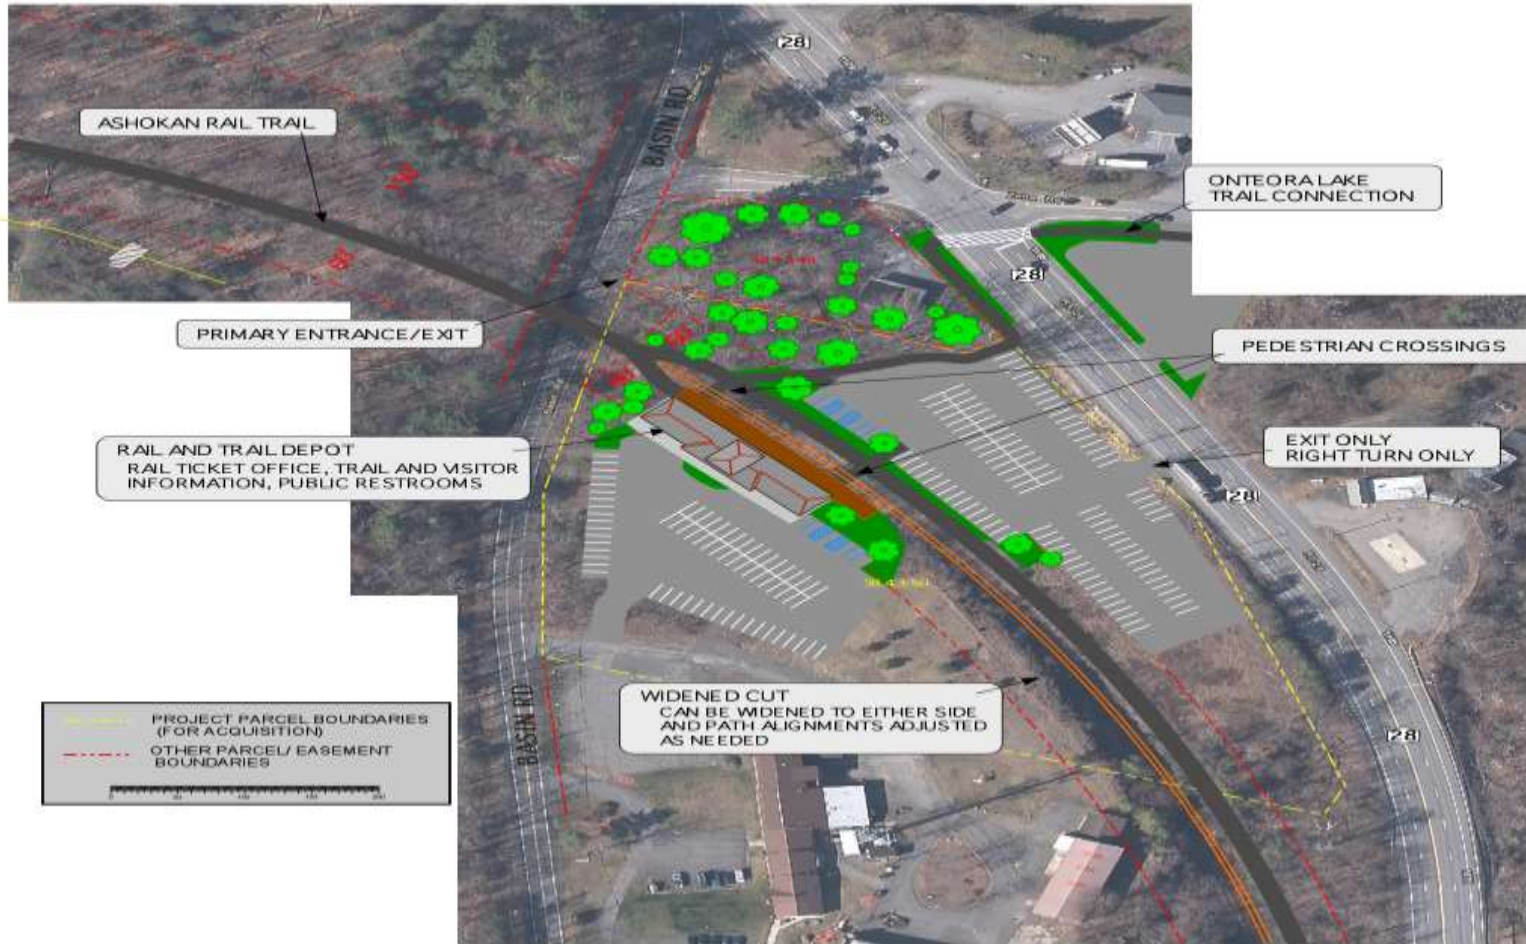 28
ASHOKAN RAIL TRAIL
BASIN RD
ONTEORA LAKE
TRAIL CONNECTION
28
PRIMARY ENTRANCE/EXIT
PEDESTRIAN CROSSINGS
RAIL AND TRAIL DEPOT
RAIL TICKET OFFICE, TRAIL AND VISITOR
INFORMATION, PUBLIC RESTROOMS
EXIT ONLY
RIGHT TURN ONLY
28
WIDENED CUT
CAN BE WIDENED TO EITHER SIDE
AND PATH ALIGNMENTS ADJUSTED
AS NEEDED
BASIN RD
28
PROJECT PARCEL BOUNDARIES
(FOR ACQUISITION)
OTHER PARCEL/ EASEMENT
BOUNDARIES